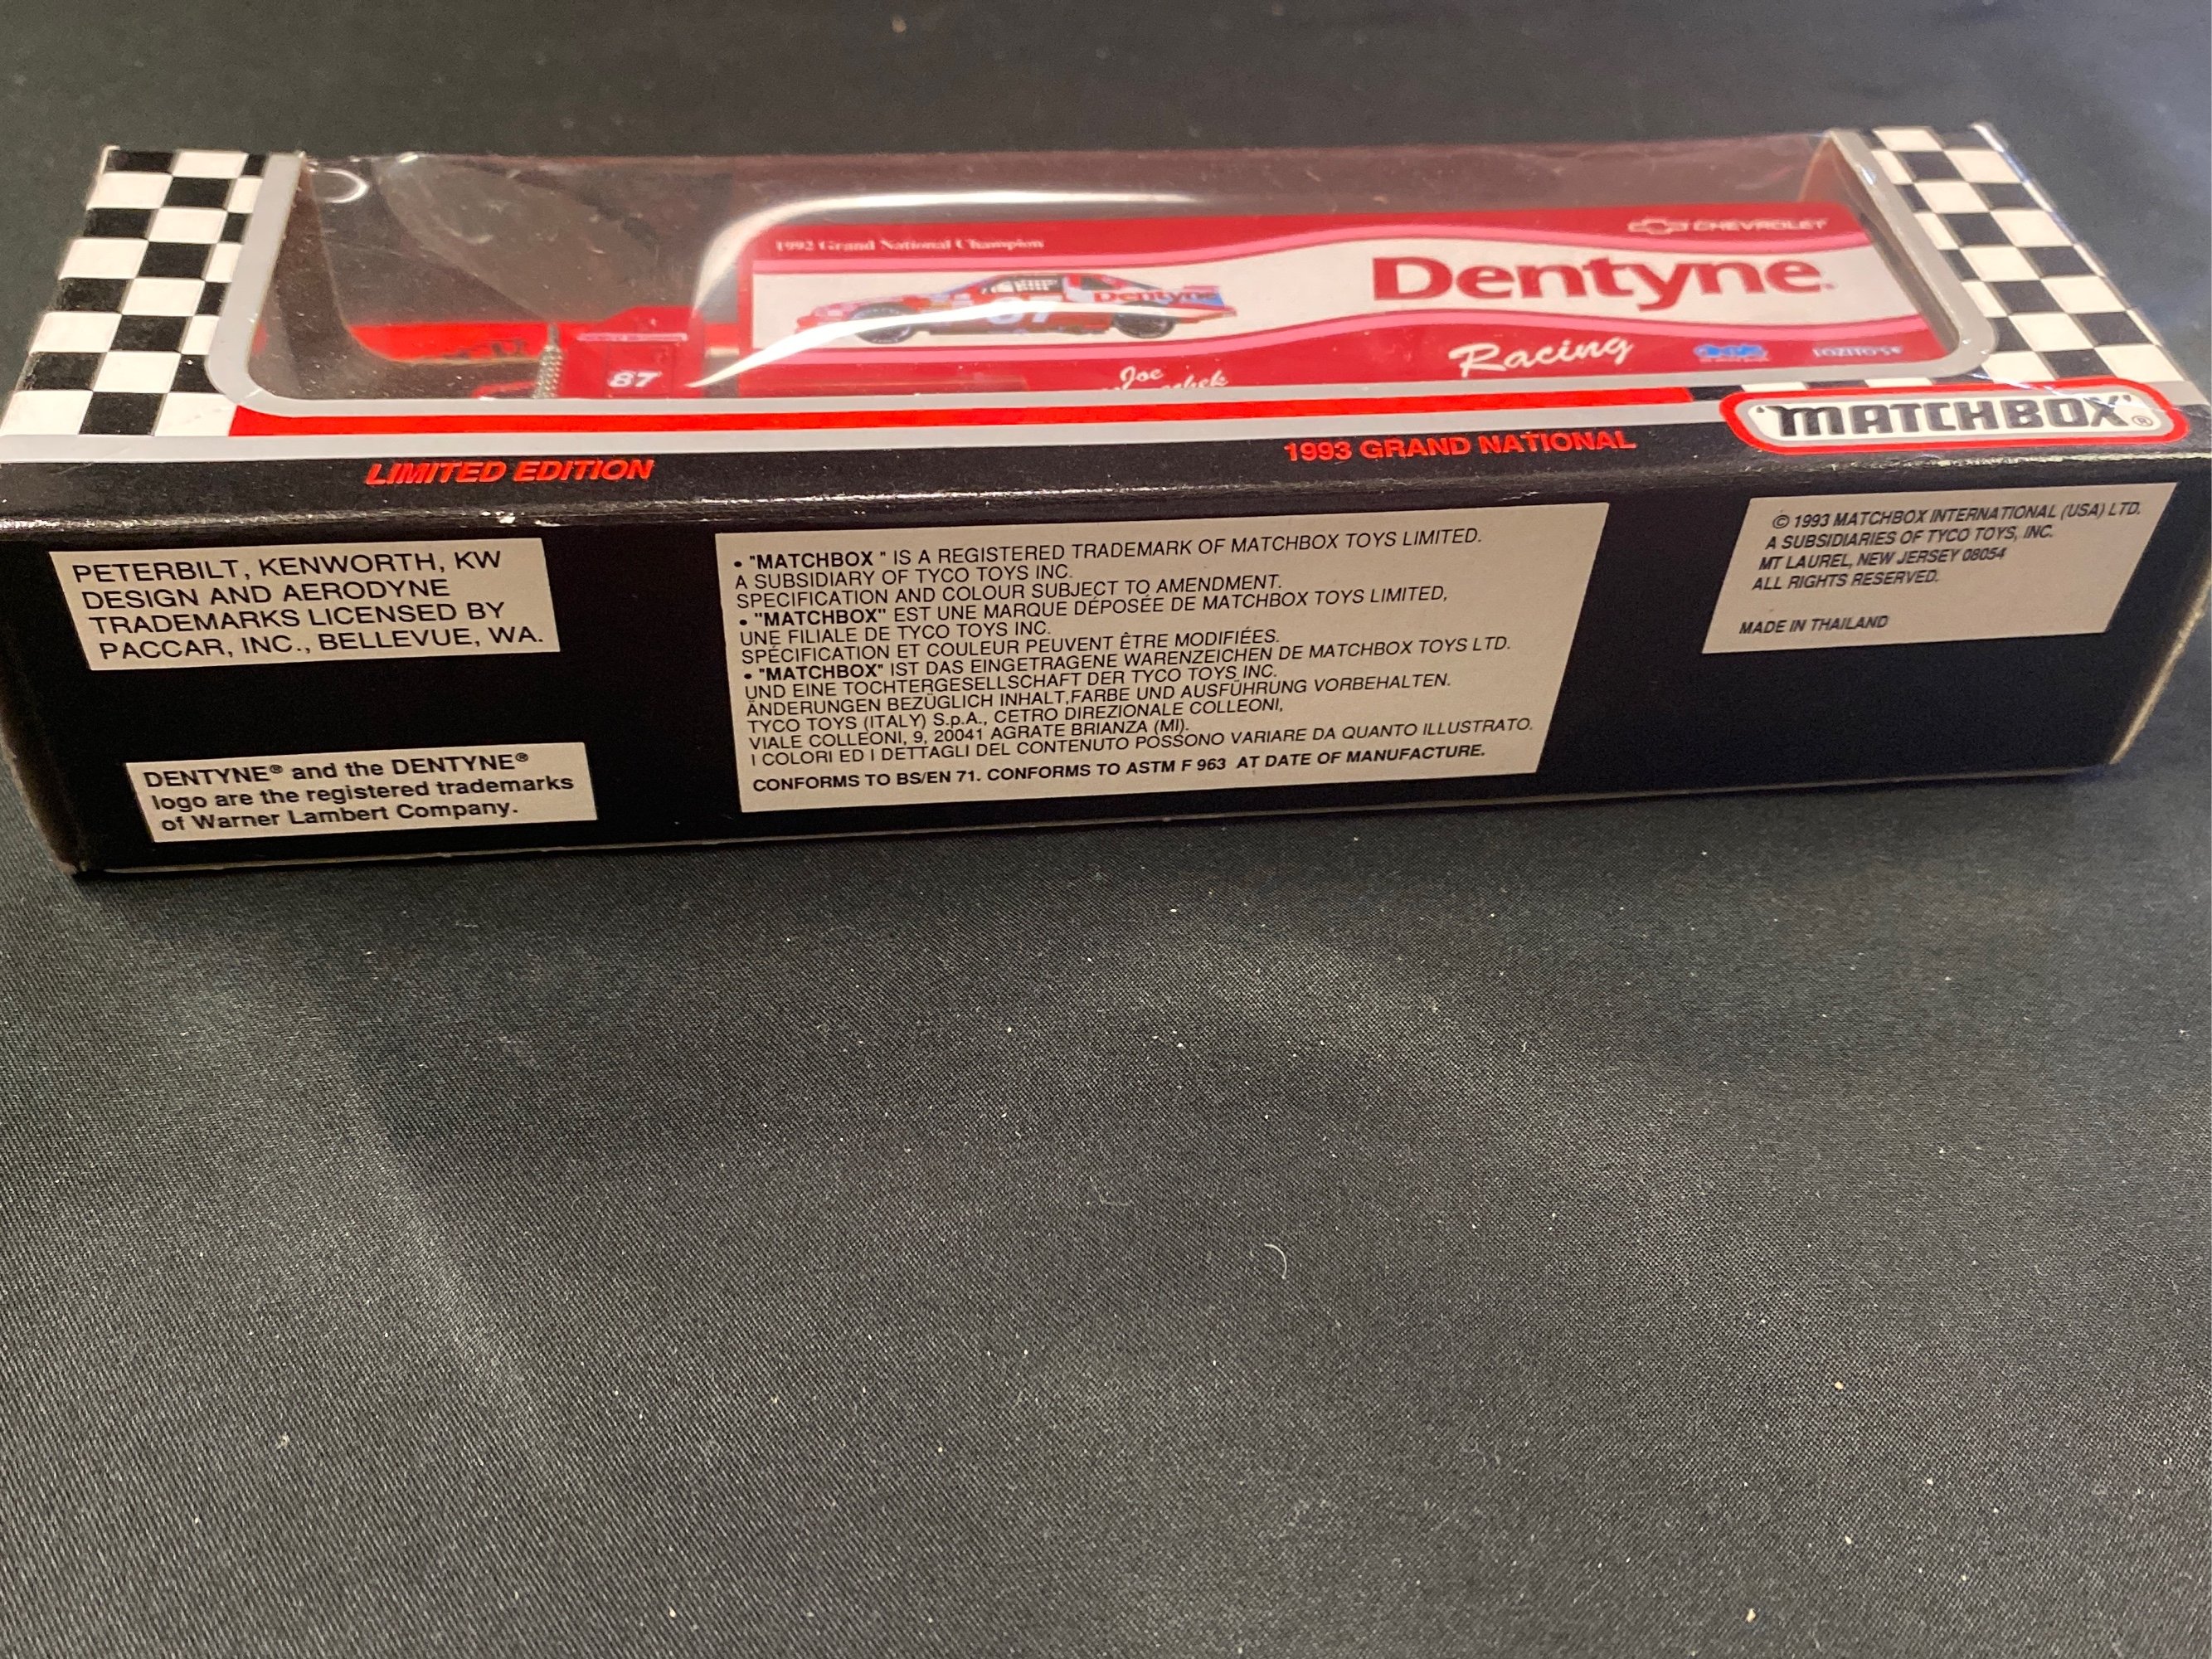 1992 Grand National Champion
CHEVROLET
Dentyne.
Dentyne
87
87
Racing
Joe
'MATCHBOX'®
LIMITED EDITION
1993 GRAND NATIONAL
PETERBILT, KENWORTH, KW
DESIGN AND AERODYNE
TRADEMARKS LICENSED BY
PACCAR, INC., BELLEVUE, WA.
DENTYNE® and the DENTYNE®
logo are the registered trademarks
of Warner Lambert Company.
• "MATCHBOX " IS A REGISTERED TRADEMARK OF MATCHBOX TOYS LIMITED.
A SUBSIDIARY OF TYCO TOYS INC.
SPECIFICATION AND COLOUR SUBJECT TO AMENDMENT.
• "MATCHBOX" EST UNE MARQUE DÉPOSÉE DE MATCHBOX TOYS LIMITED,
UNE FILIALE DE TYCO TOYS INC.
SPÉCIFICATION ET COULEUR PEUVENT ÊTRE MODIFIÉES.
• "MATCHBOX" IST DAS EINGETRAGENE WARENZEICHEN DE MATCHBOX TOYS LTD.
UND EINE TOCHTERGESELLSCHAFT DER TYCO TOYS INC.
ÄNDERUNGEN BEZÜGLICH INHALT,FARBE UND AUSFÜHRUNG VORBEHALTEN.
TYCO TOYS (ITALY) S.p.A., CETRO DIREZIONALE COLLEONI,
VIALE COLLEONI, 9, 20041 AGRATE BRIANZA (MI).
I COLORI ED I DETTAGLI DEL CONTENUTO POSSONO VARIARE DA QUANTO ILLUSTRATO.
CONFORMS TO BS/EN 71. CONFORMS TO ASTM F 963 AT DATE OF MANUFACTURE.
© 1993 MATCHBOX INTERNATIONAL (USA) LTD.
A SUBSIDIARIES OF TYCO TOYS, INC.
MT LAUREL, NEW JERSEY 08054
ALL RIGHTS RESERVED.
MADE IN THAILAND